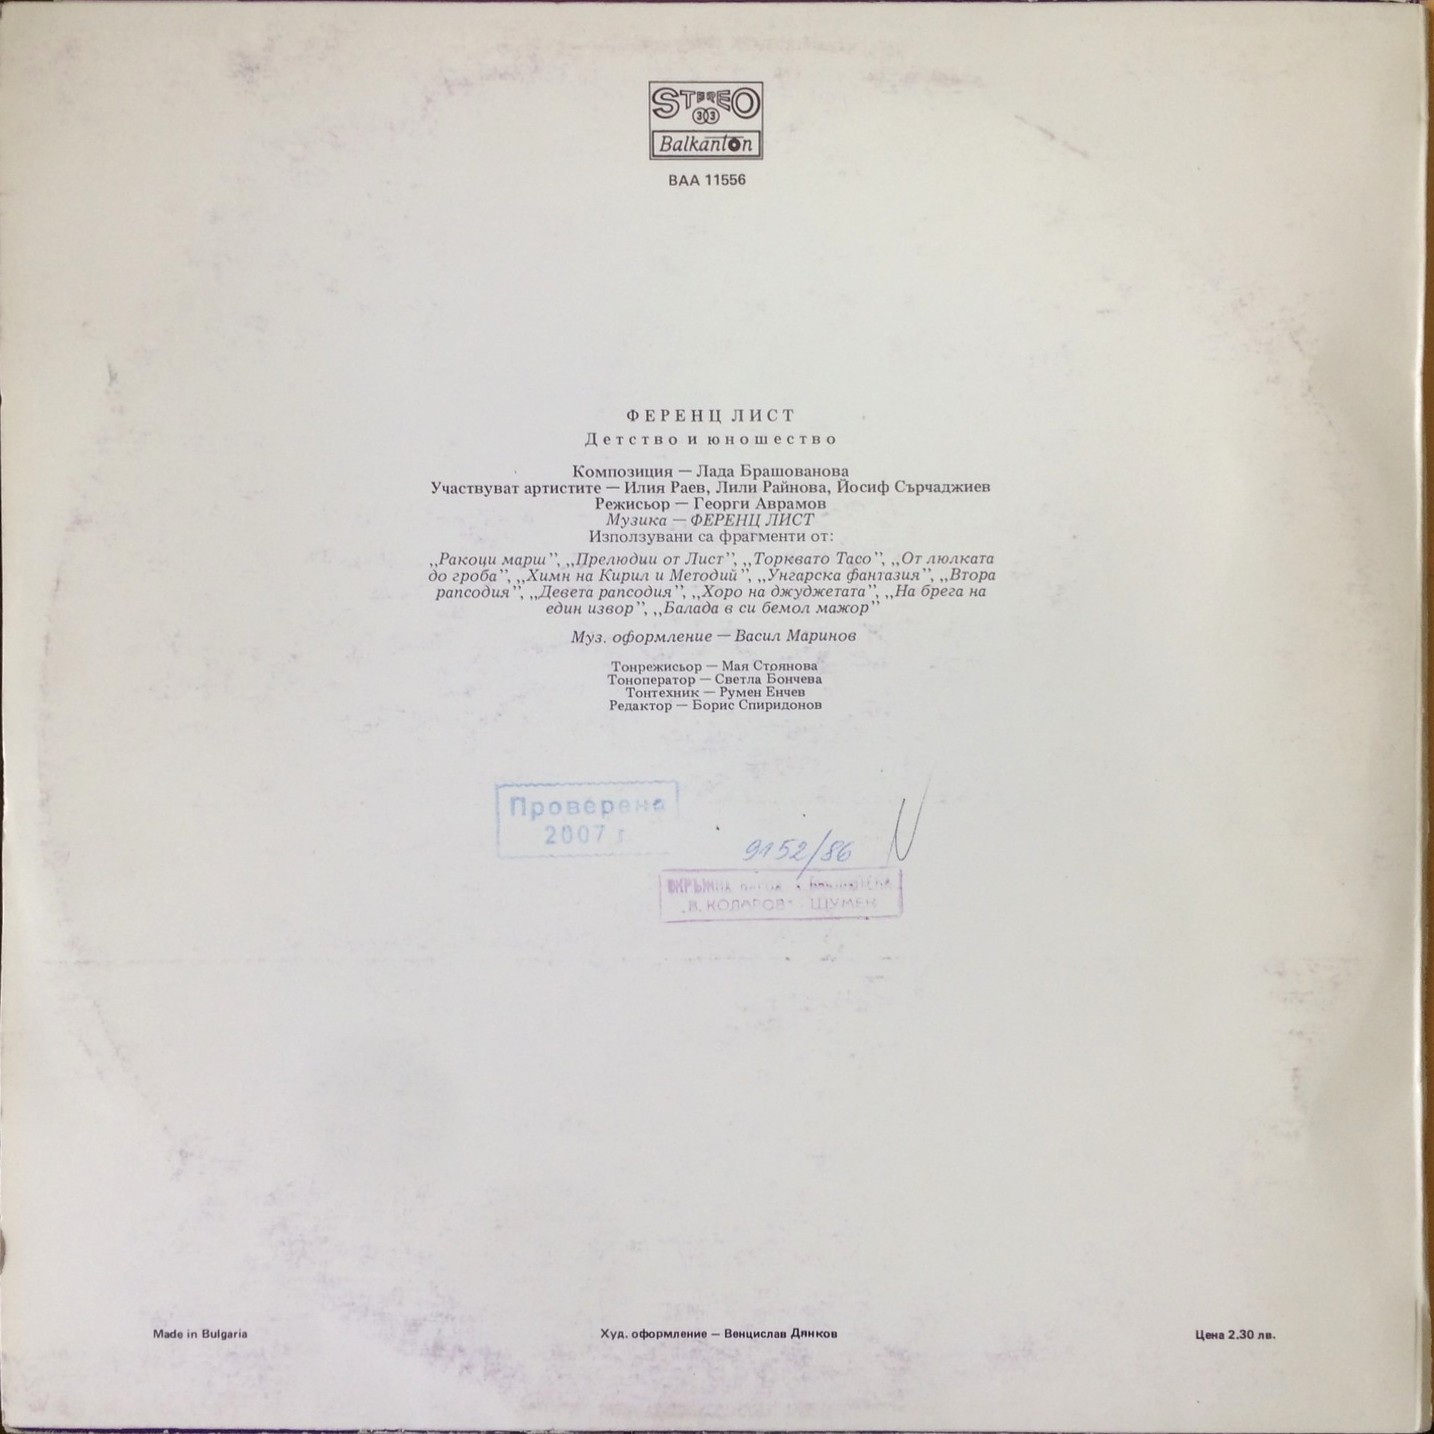 STEREO
33
Balkanton
BAA 11556
ФЕРЕНЦ ЛИСТ
Детство и юношество
Композиция — Лада Брашованова
Участвуват артистите — Илия Раев, Лили Райнова, Йосиф Сърчаджиев
Режисьор — Георги Аврамов
Музика — ФЕРЕНЦ ЛИСТ
Използувани са фрагменти от:
„Ракоци марш”, „Прелюдии от Лист”, „Торквато Тасо”, „От люлката
до гроба”, „Химн на Кирил и Методий”, „Унгарска фантазия”, „Втора
рапсодия”, „Девета рапсодия”, „Хоро на джуджетата”, „На брега на
един извор”, „Балада в си бемол мажор”
Муз. оформление — Васил Маринов
Тонрежисьор — Мая Стоянова
Тоноператор — Светла Бончева
Тонтехник — Румен Енчев
Редактор — Борис Спиридонов
Проверена
2007 г
9152/86
„В. КОЛАРОВ“ ШУМЕН
Made in Bulgaria
Худ. оформление — Венцислав Дянков
Цена 2.30 лв.